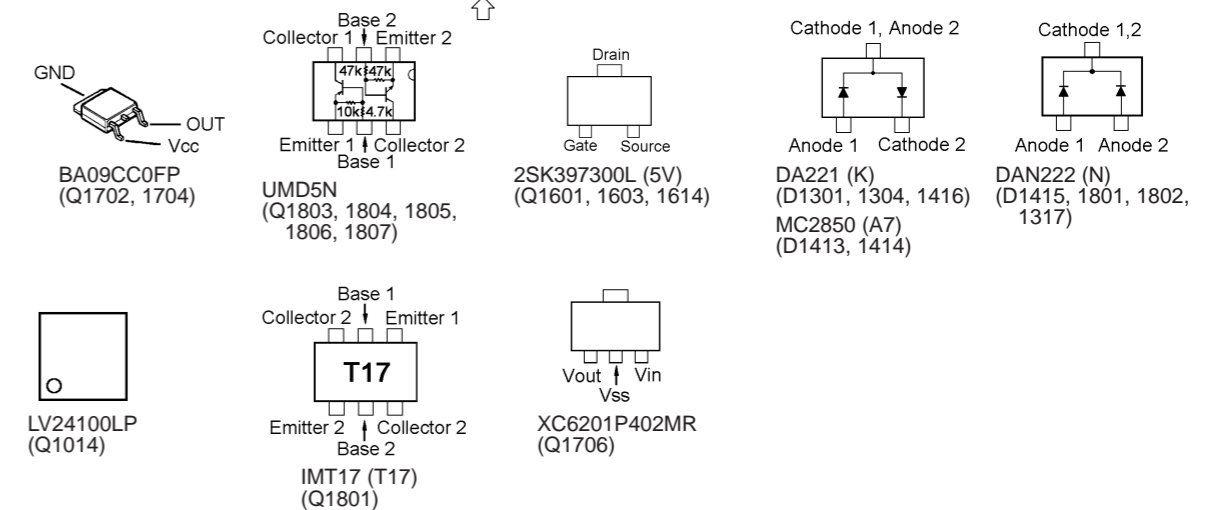 GND
OUT
Vcc
BA09CC0FP
(Q1702, 1704)
Base 2
Collector 1 Emitter 2
47k 47k
10k 4.7k
Emitter 1 Collector 2
Base 1
UMD5N
(Q1803, 1804, 1805,
1806, 1807)
Drain
Gate Source
2SK397300L (5V)
(Q1601, 1603, 1614)
Cathode 1, Anode 2
Anode 1 Cathode 2
DA221 (K)
(D1301, 1304, 1416)
MC2850 (A7)
(D1413, 1414)
Cathode 1,2
Anode 1 Anode 2
DAN222 (N)
(D1415, 1801, 1802,
1317)
LV24100LP
(Q1014)
Base 1
Collector 2 Emitter 1
T17
Emitter 2 Collector 2
Base 2
IMT17 (T17)
(Q1801)
Vout Vin
Vss
XC6201P402MR
(Q1706)